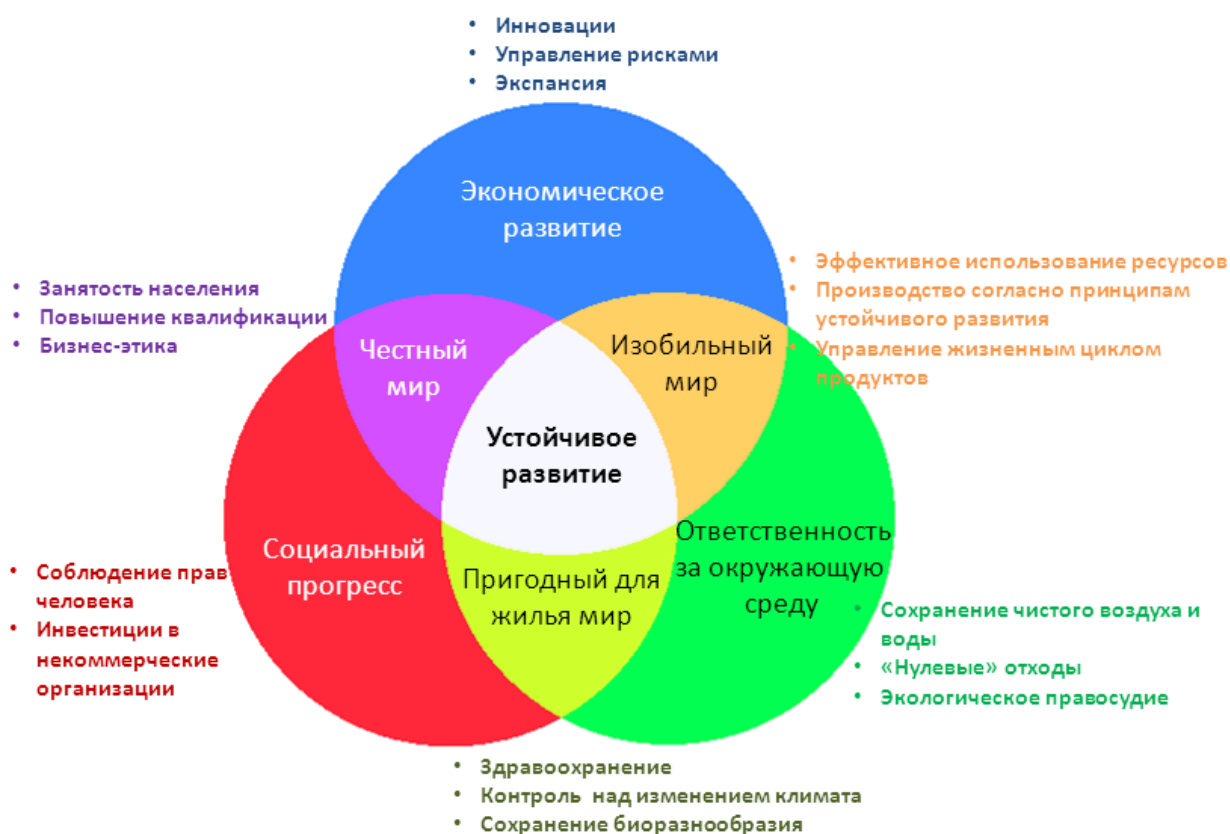 • Инновации
• Управление рисками
• Экспансия
Экономическое
развитие
• Занятость населения
• Повышение квалификации
• Бизнес-этика
Честный
мир
Изобильный
мир
• Эффективное использование ресурсов
• Производство согласно принципам
устойчивого развития
• Управление жизненным циклом
продуктов
Устойчивое
развитие
Социальный
прогресс
Пригодный для
жилья мир
Ответственность
за окружающую
среду
• Соблюдение прав
человека
• Инвестиции в
некоммерческие
организации
• Сохранение чистого воздуха и
воды
• «Нулевые» отходы
• Экологическое правосудие
• Здравоохранение
• Контроль над изменением климата
• Сохранение биоразнообразия